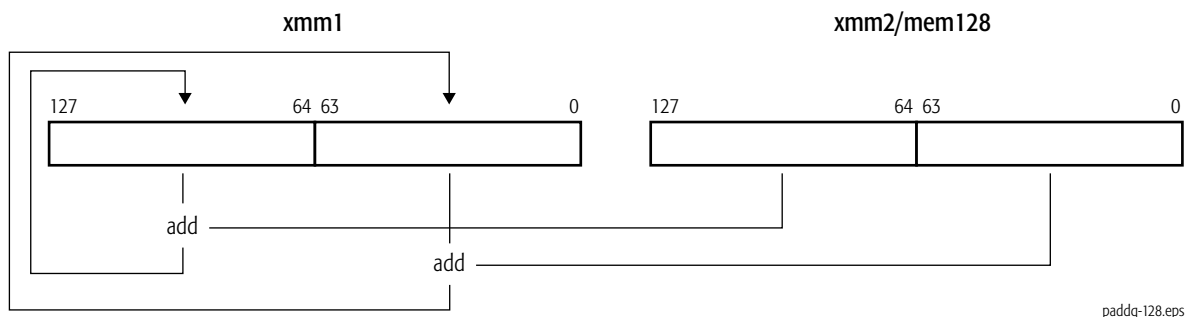 xmm1 xmm2/mem128
127 64 63 0 127 64 63 0
add
add
paddq-128.eps